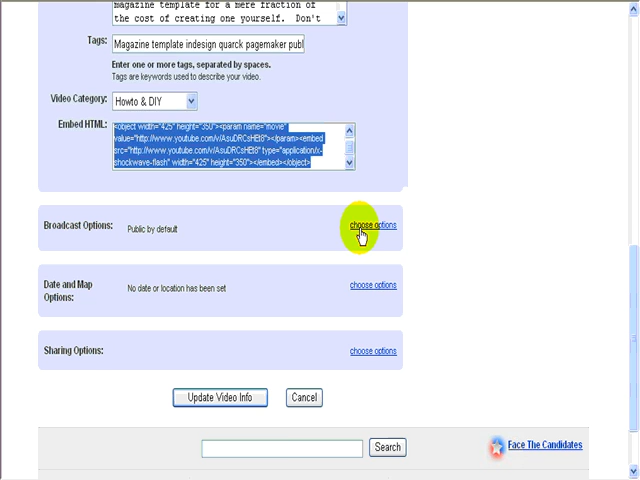 magazine template for a mere fraction of
the cost of creating one yourself. Don't
Tags: Magazine template indesign quarck pagemaker publ
Enter one or more tags, separated by spaces.
Tags are keywords used to describe your video.
Video Category: Howto & DIY
Embed HTML: <object width="425" height="350"><param name="movie"
value="http://www.youtube.com/v/AsuDRCsHEt8"></param><embed
src="http://www.youtube.com/v/AsuDRCsHEt8" type="application/x-
shockwave-flash" width="425" height="350"></embed></object>
Broadcast Options: Public by default choose options
Date and Map
Options: No date or location has been set choose options
Sharing Options: choose options
Update Video Info Cancel
Search Face The Candidates